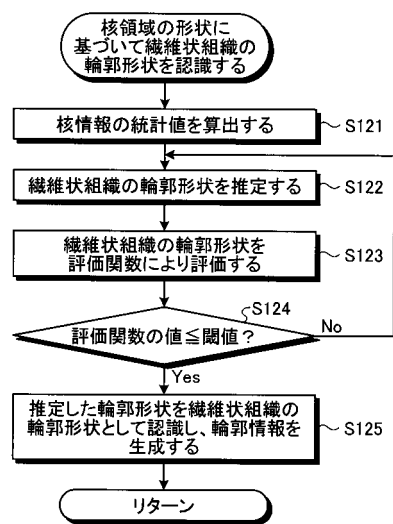 核領域の形状に
基づいて繊維状組織の
輪郭形状を認識する
核情報の統計値を算出する
S121
繊維状組織の輪郭形状を推定する
S122
繊維状組織の輪郭形状を
評価関数により評価する
S123
S124
評価関数の値≦閾値?
No
Yes
推定した輪郭形状を繊維状組織の
輪郭形状として認識し、輪郭情報を
生成する
S125
リターン